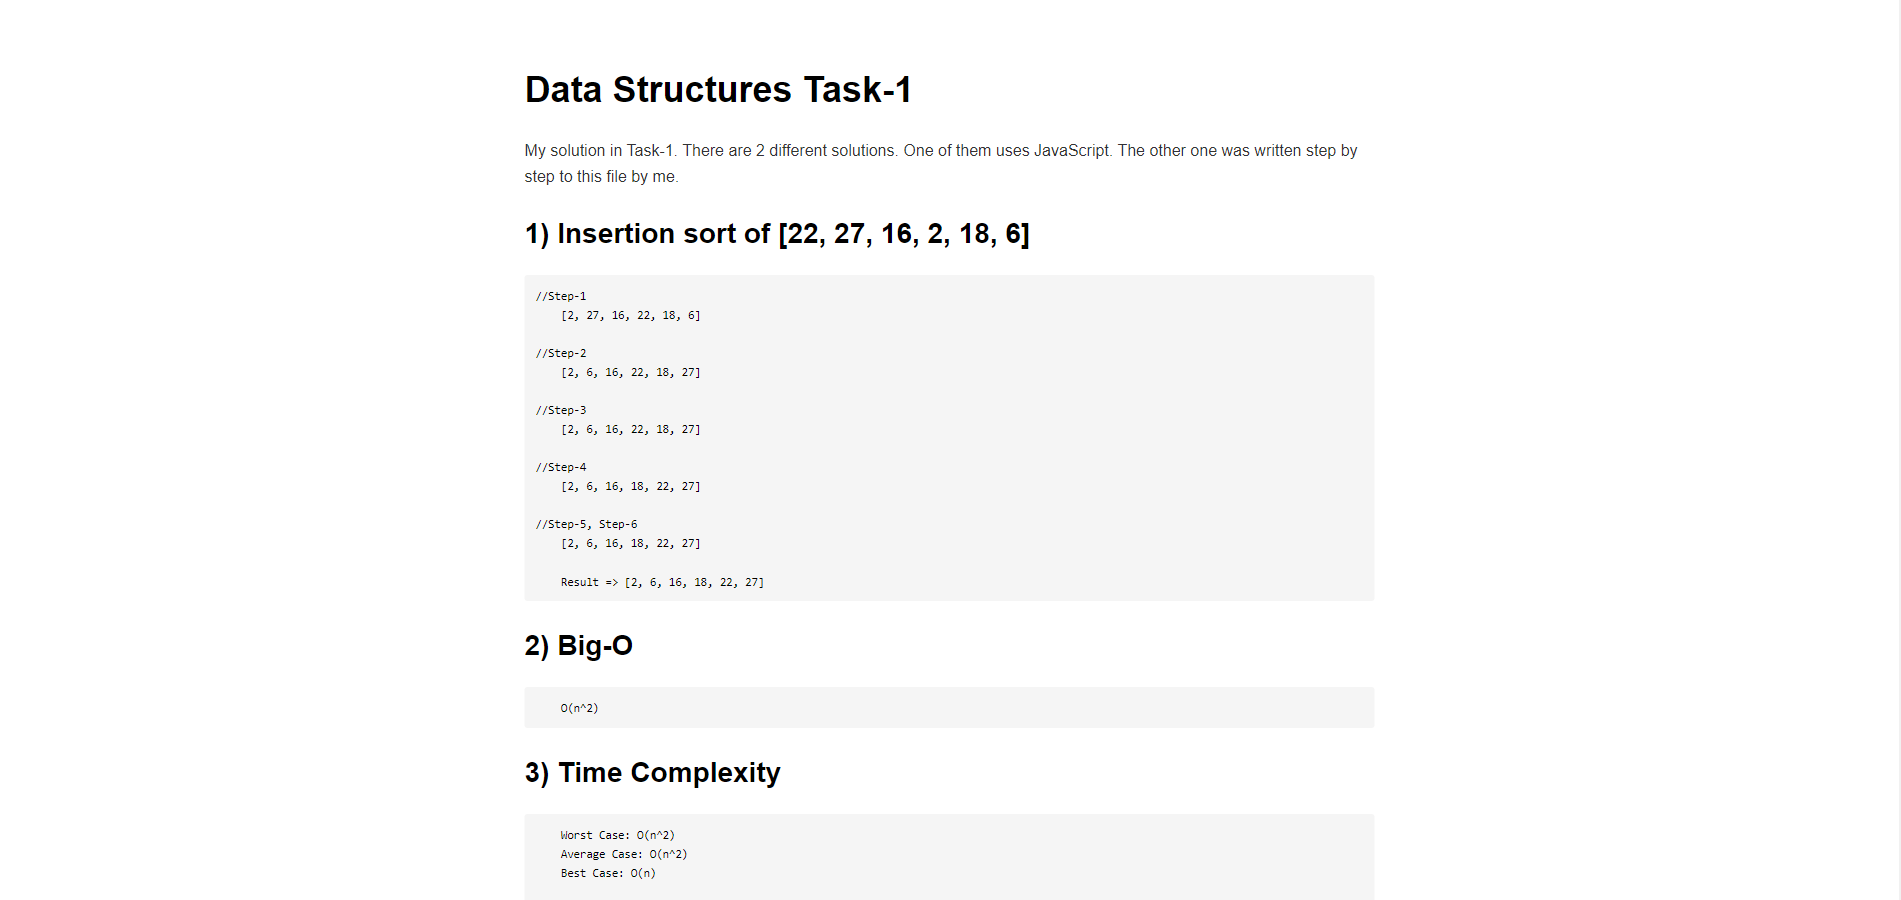 Data Structures Task-1
My solution in Task-1. There are 2 different solutions. One of them uses JavaScript. The other one was written step by
step to this file by me.
1) Insertion sort of [22, 27, 16, 2, 18, 6]
//Step-1
[2, 27, 16, 22, 18, 6]
//Step-2
[2, 6, 16, 22, 18, 27]
//Step-3
[2, 6, 16, 22, 18, 27]
//Step-4
[2, 6, 16, 18, 22, 27]
//Step-5, Step-6
[2, 6, 16, 18, 22, 27]
Result => [2, 6, 16, 18, 22, 27]
2) Big-O
O(n^2)
3) Time Complexity
Worst Case: O(n^2)
Average Case: O(n^2)
Best Case: O(n)